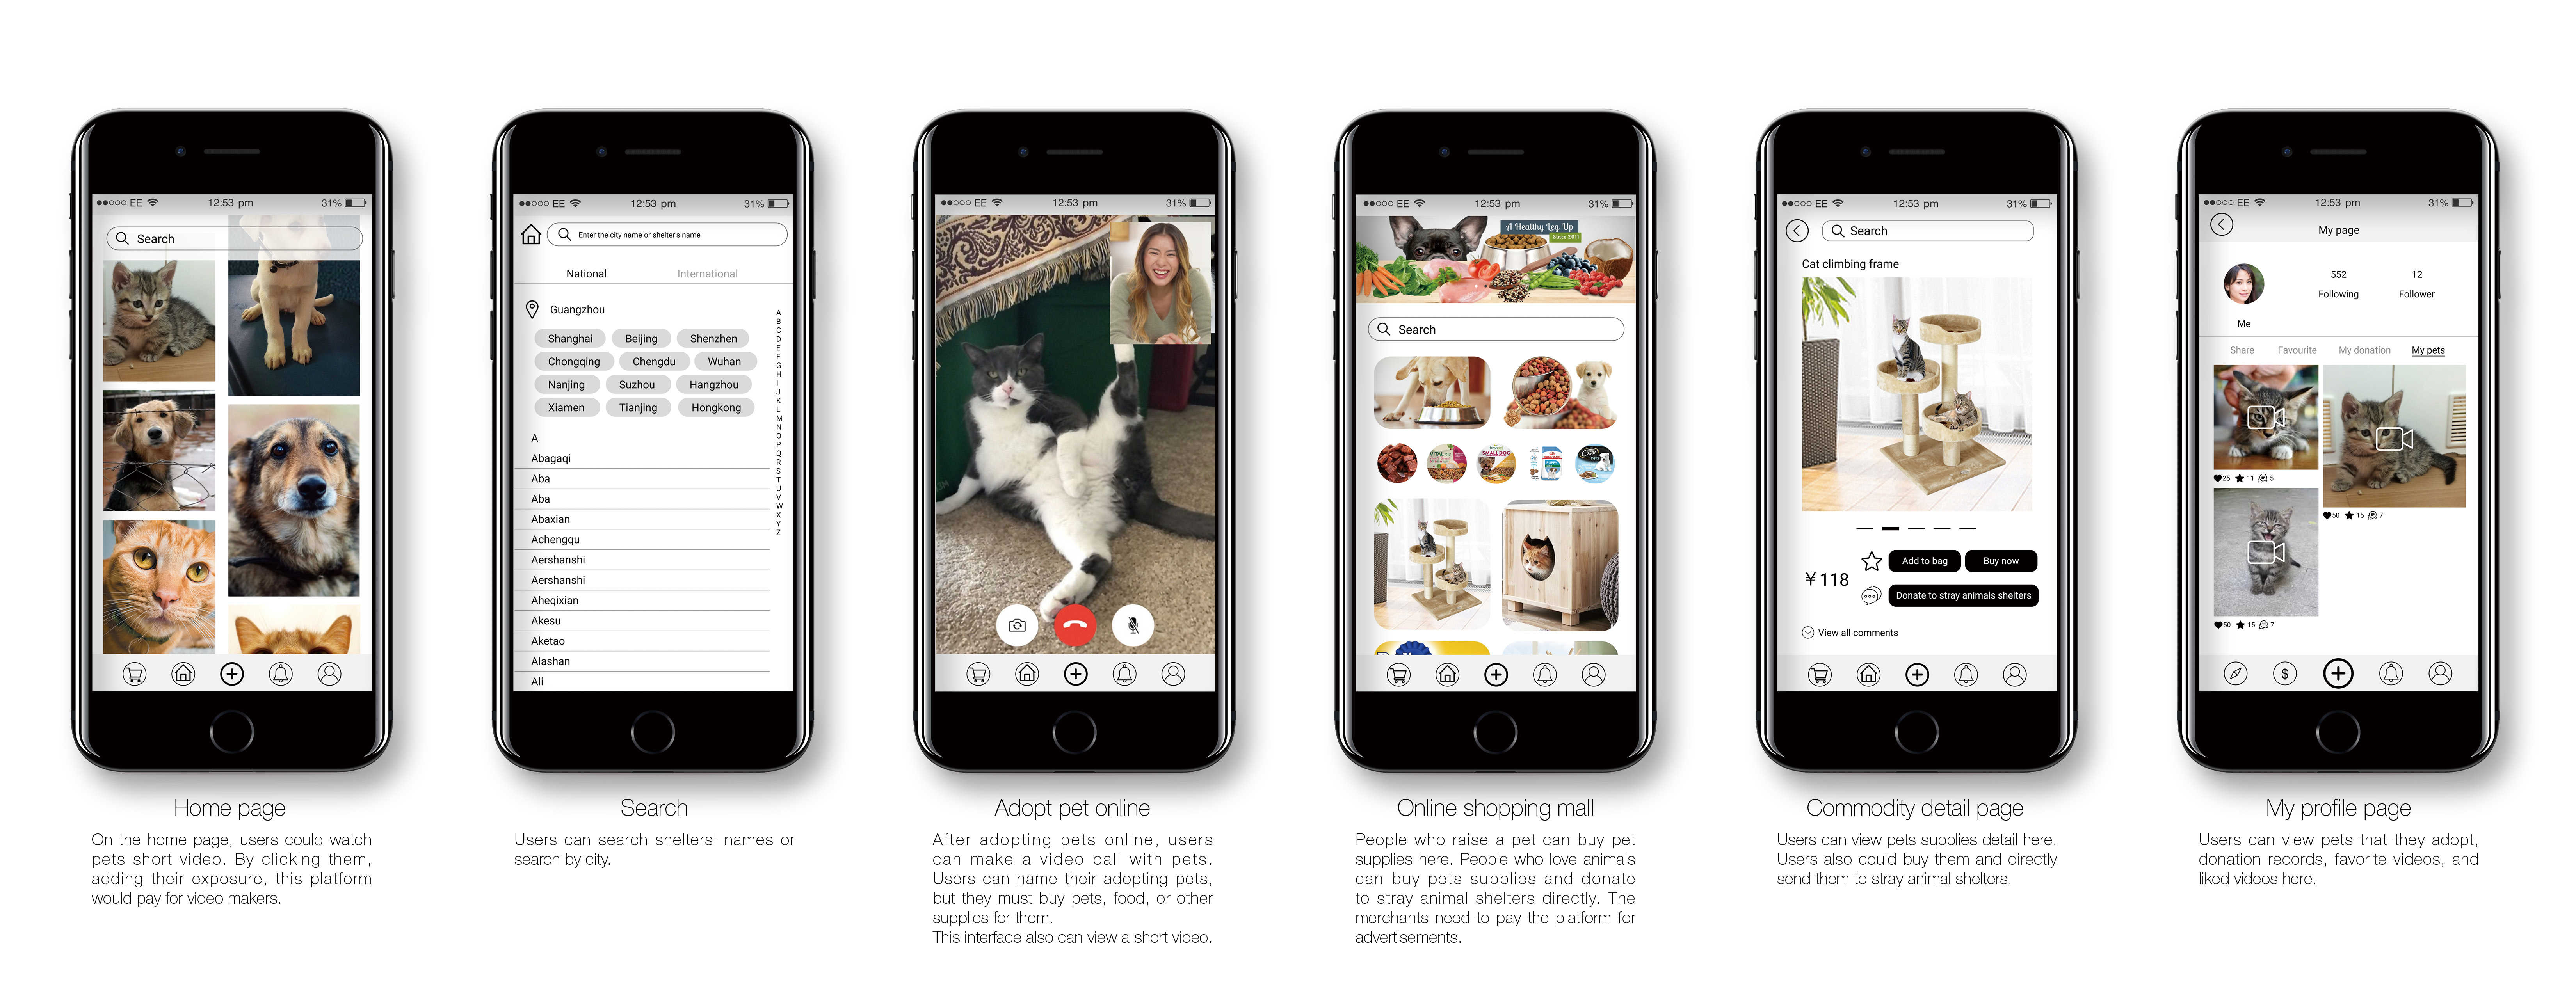 ●●○○○ EE 12:53 pm 31%
Search
●●○○○ EE 12:53 pm 31%
Enter the city name or shelter's name
National International
Guangzhou
Shanghai Beijing Shenzhen
Chongqing Chengdu Wuhan
Nanjing Suzhou Hangzhou
Xiamen Tianjing Hongkong
A
Abagaqi
Aba
Aba
Abaxian
Achengqu
Aershanshi
Aershanshi
Aheqixian
Akesu
Aketao
Alashan
Ali
A
B
C
D
E
F
G
H
I
J
K
L
M
N
O
P
Q
R
S
T
U
V
W
X
Y
Z
●●○○○ EE 12:53 pm 31%
●●○○○ EE 12:53 pm 31%
A Healthy Leg Up
Since 2011
Search
SMALL DOG
Cesar
●●○○○ EE 12:53 pm 31%
Search
Cat climbing frame
¥118
Add to bag Buy now
Donate to stray animals shelters
View all comments
●●○○○ EE 12:53 pm 31%
My page
552 12
Following Follower
Me
Share Favourite My donation My pets
25 11 5
50 15 7
50 15 7
$
Home page
On the home page, users could watch
pets short video. By clicking them,
adding their exposure, this platform
would pay for video makers.
Search
Users can search shelters' names or
search by city.
Adopt pet online
After adopting pets online, users
can make a video call with pets.
Users can name their adopting pets,
but they must buy pets, food, or other
supplies for them.
This interface also can view a short video.
Online shopping mall
People who raise a pet can buy pet
supplies here. People who love animals
can buy pets supplies and donate
to stray animal shelters directly. The
merchants need to pay the platform for
advertisements.
Commodity detail page
Users can view pets supplies detail here.
Users also could buy them and directly
send them to stray animal shelters.
My profile page
Users can view pets that they adopt,
donation records, favorite videos, and
liked videos here.